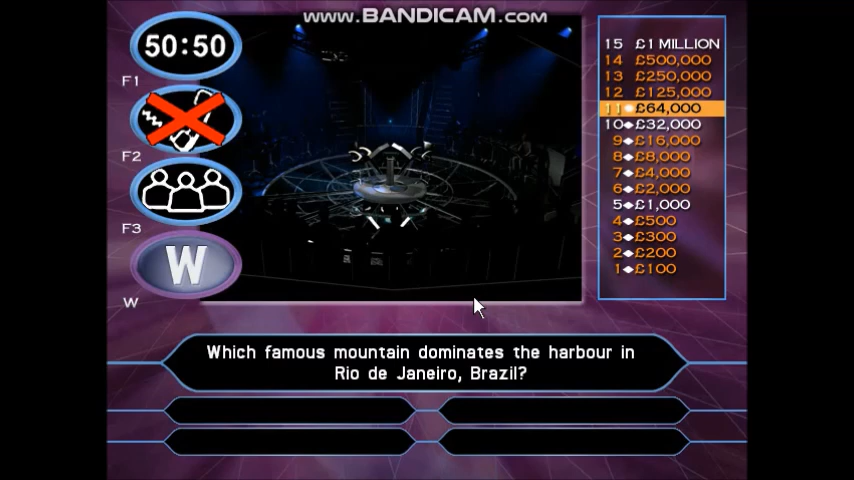 www.BANDICAM.com
50:50
F1
F2
F3
W
W
15 £1 MILLION
14 £500,000
13 £250,000
12 £125,000
11◆£64,000
10◆£32,000
9◆£16,000
8◆£8,000
7◆£4,000
6◆£2,000
5◆£1,000
4◆£500
3◆£300
2◆£200
1◆£100
Which famous mountain dominates the harbour in
Rio de Janeiro, Brazil?